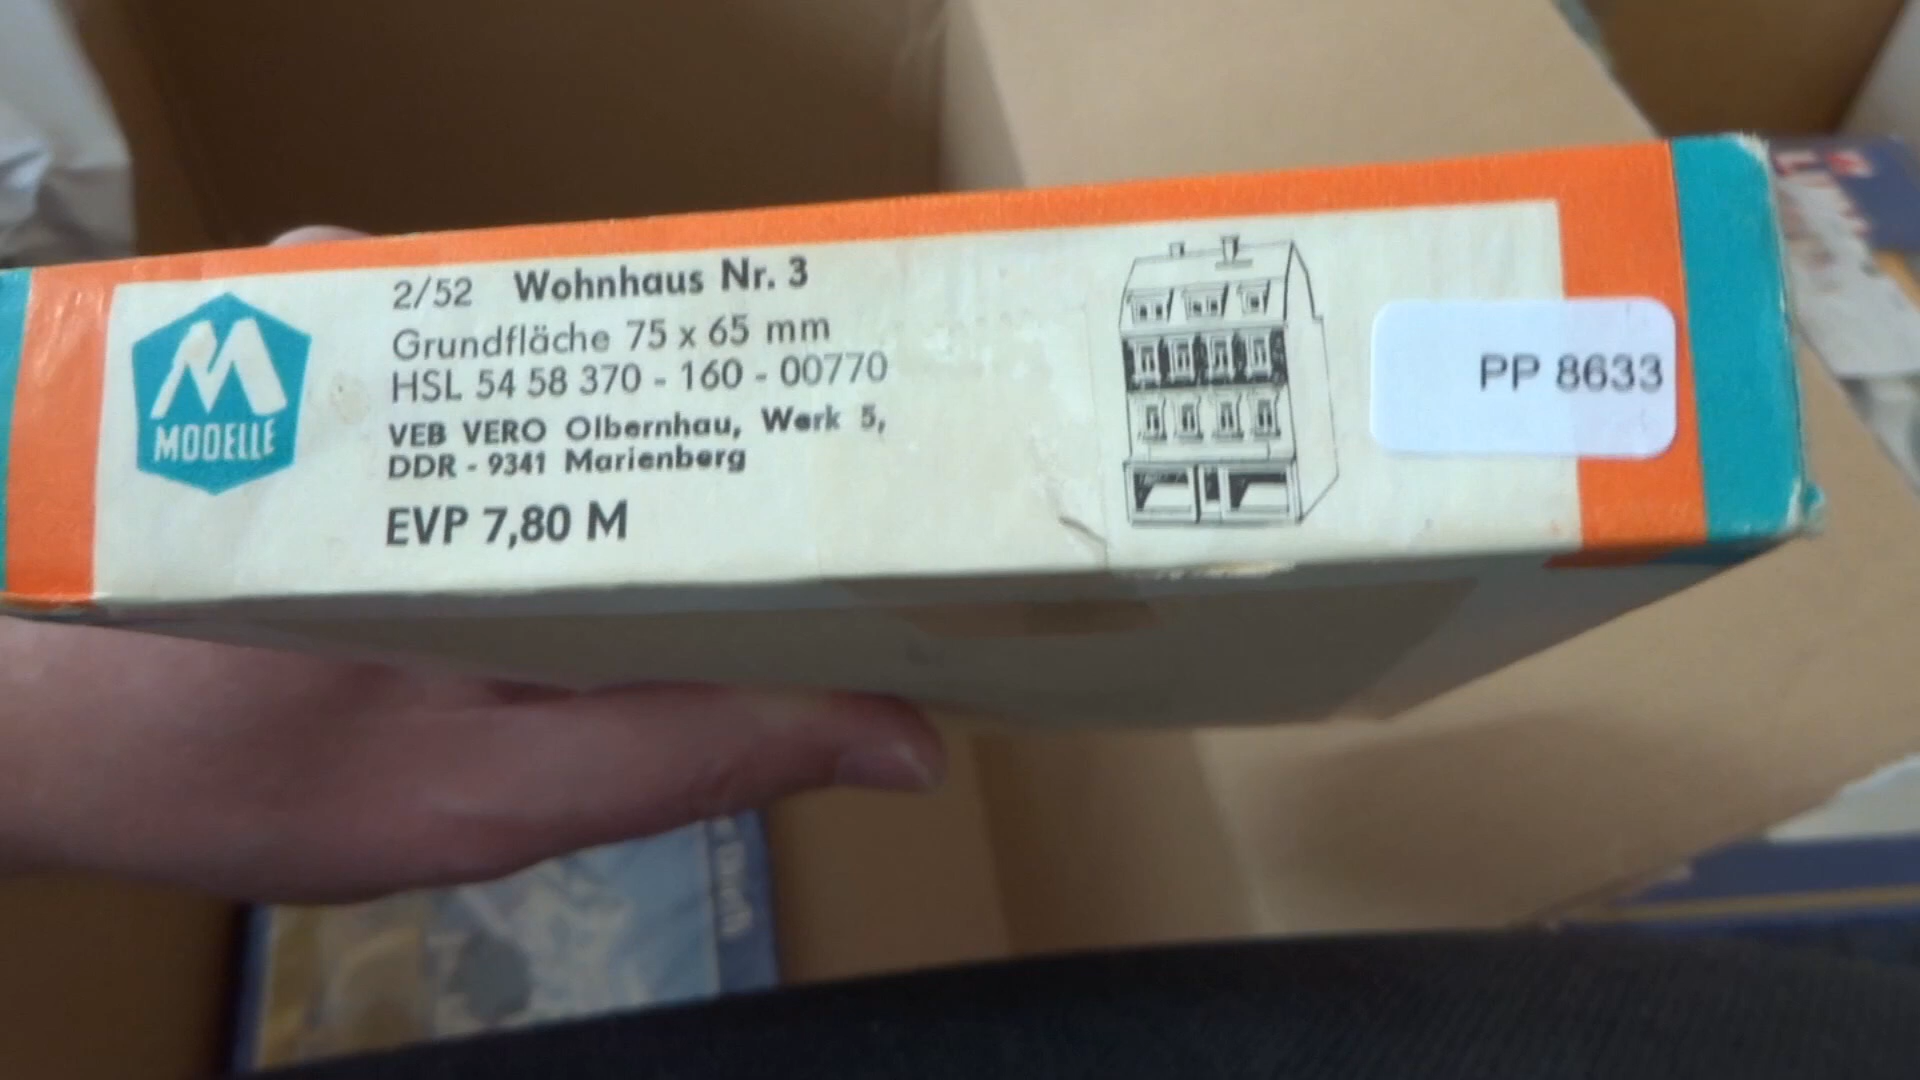 M
MODELLE
2/52 Wohnhaus Nr. 3
Grundfläche 75 x 65 mm
HSL 54 58 370 - 160 - 00770
VEB VERO Olbernhau, Werk 5,
DDR - 9341 Marienberg
EVP 7,80 M
PP 8633